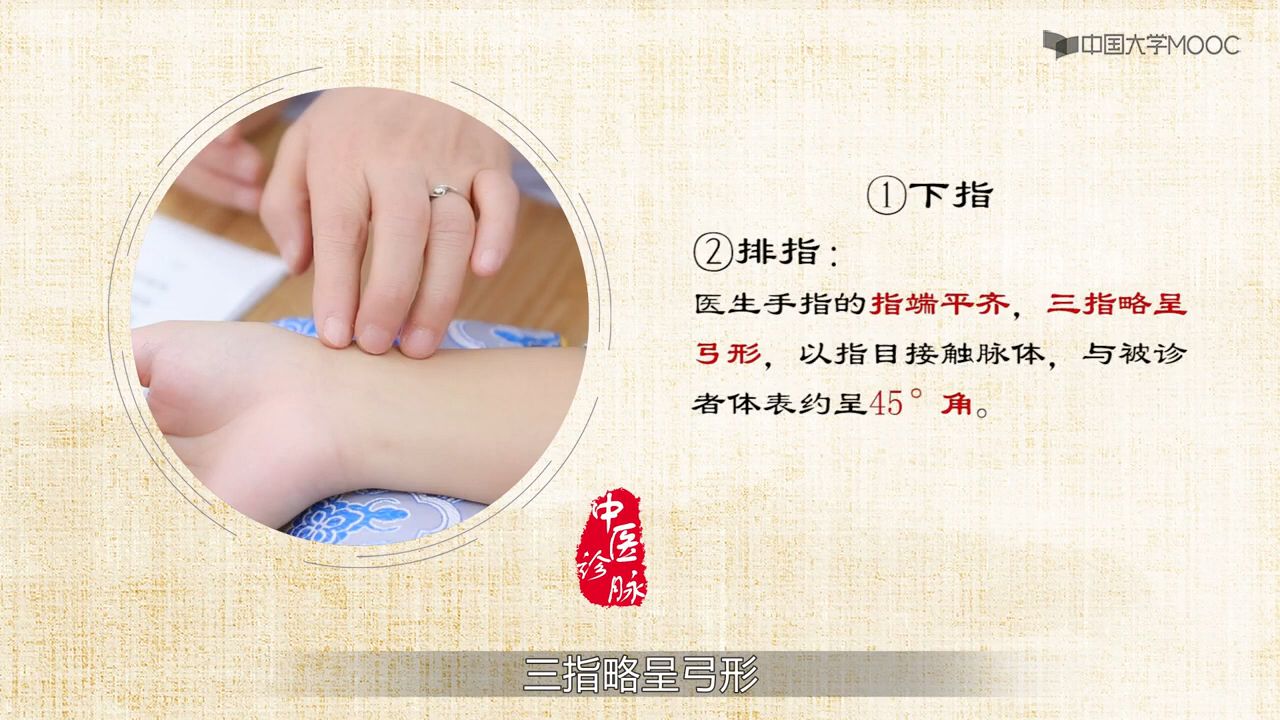 中国大学MOOC
①下指
②排指：
医生手指的指端平齐，三指略呈
弓形，以指目接触脉体，与被诊
者体表约呈45°角。
中医
诊脉
三指略呈弓形